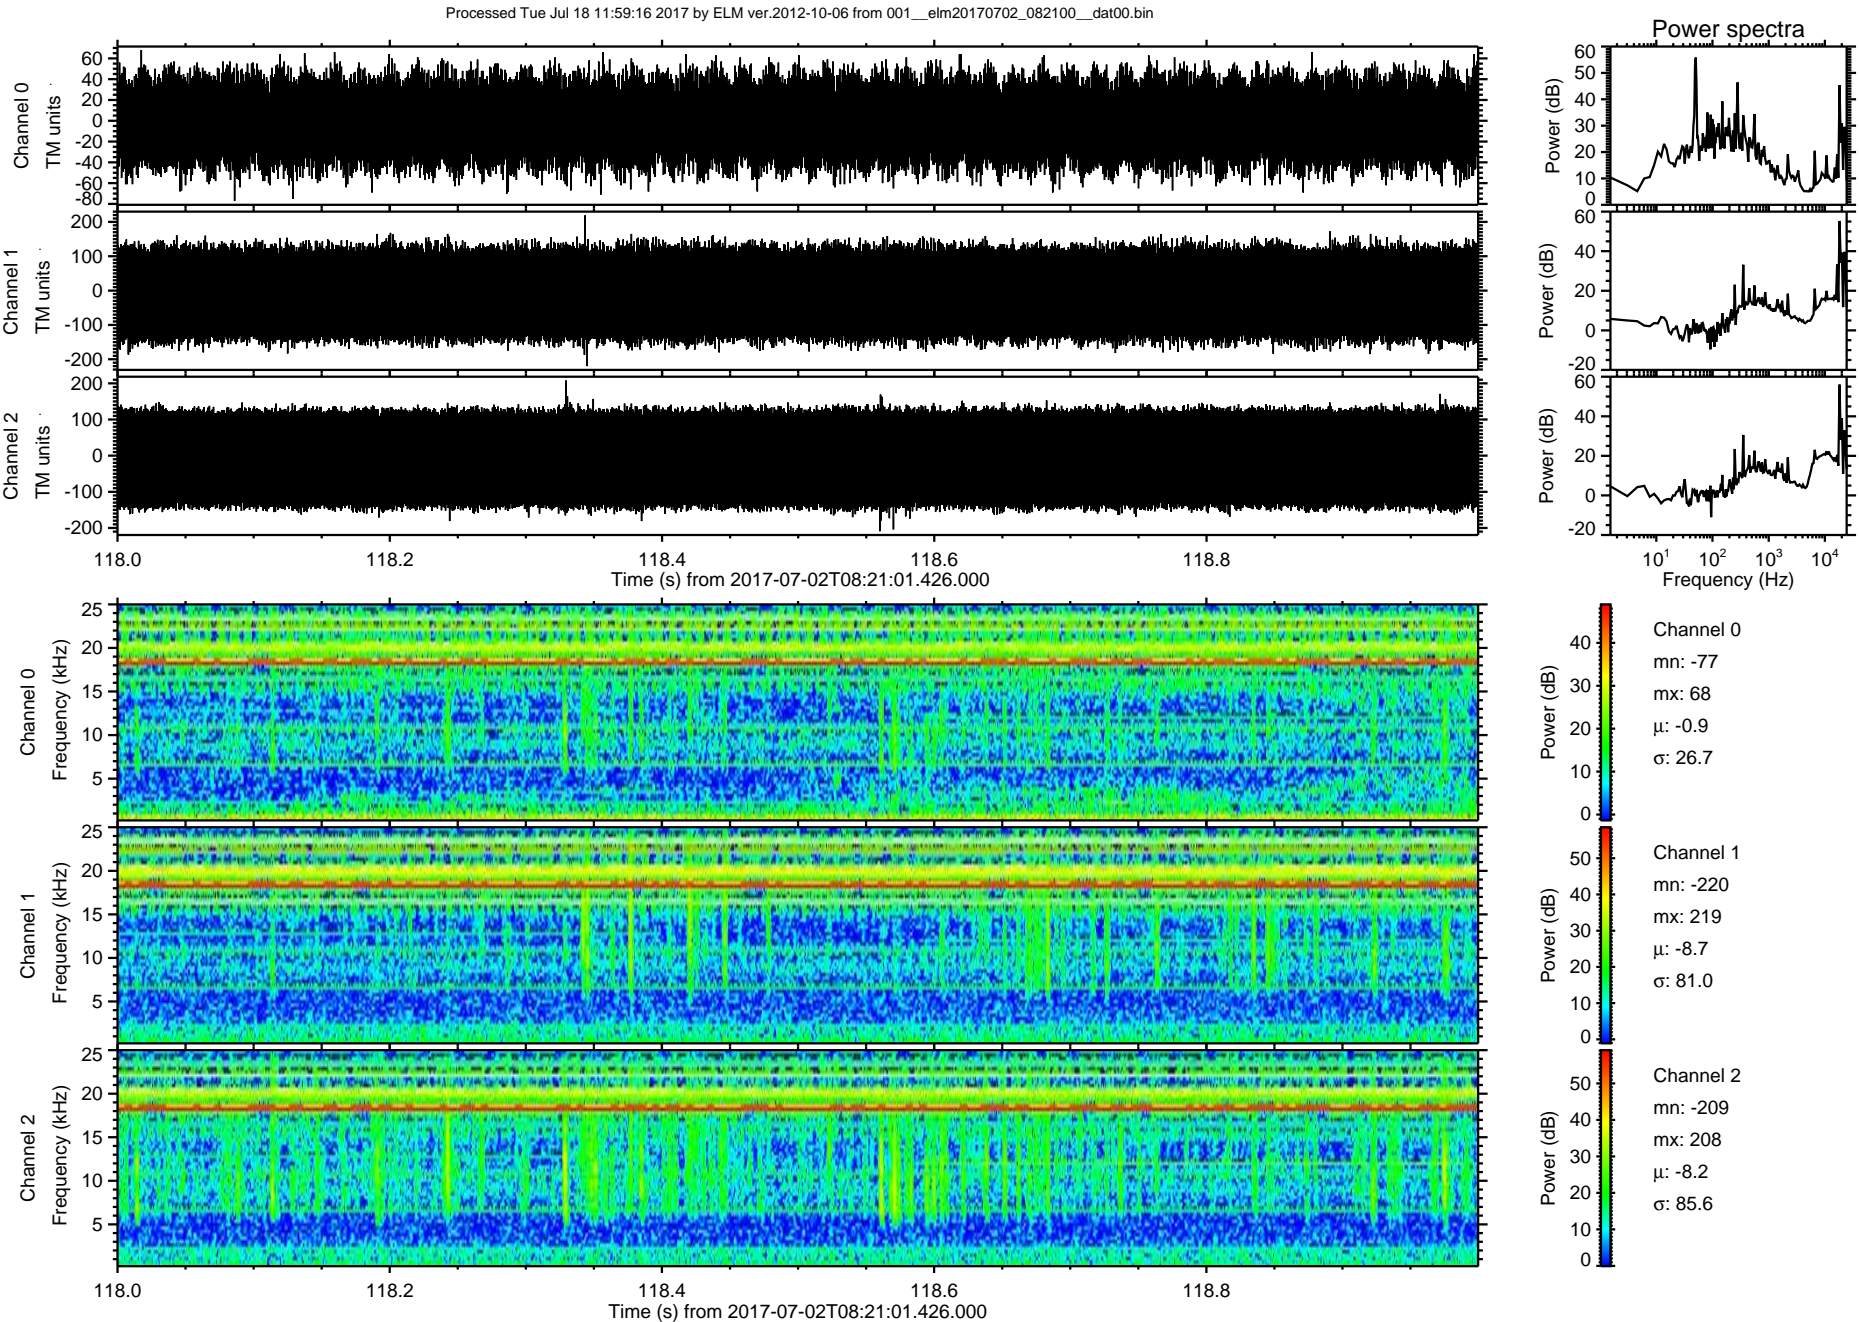 Processed Tue Jul 18 11:59:16 2017 by ELM ver.2012-10-06 from 001__elm20170702_082100__dat00.bin
Power spectra
Channel 0
TM units
60
40
20
0
-20
-40
-60
-80
Power (dB)
60
50
40
30
20
10
0
Channel 1
TM units
200
100
0
-100
-200
Power (dB)
60
40
20
0
-20
Channel 2
TM units
200
100
0
-100
-200
Power (dB)
60
40
20
0
-20
118.0 118.2 118.4 118.6 118.8
Time (s) from 2017-07-02T08:21:01.426.000
10¹ 10² 10³ 10⁴
Frequency (Hz)
Channel 0
Frequency (kHz)
25
20
15
10
5
Power (dB)
40
30
20
10
0
Channel 0
mn: -77
mx: 68
μ: -0.9
σ: 26.7
Channel 1
Frequency (kHz)
25
20
15
10
5
Power (dB)
50
40
30
20
10
0
Channel 1
mn: -220
mx: 219
μ: -8.7
σ: 81.0
Channel 2
Frequency (kHz)
25
20
15
10
5
Power (dB)
50
40
30
20
10
0
Channel 2
mn: -209
mx: 208
μ: -8.2
σ: 85.6
118.0 118.2 118.4 118.6 118.8
Time (s) from 2017-07-02T08:21:01.426.000